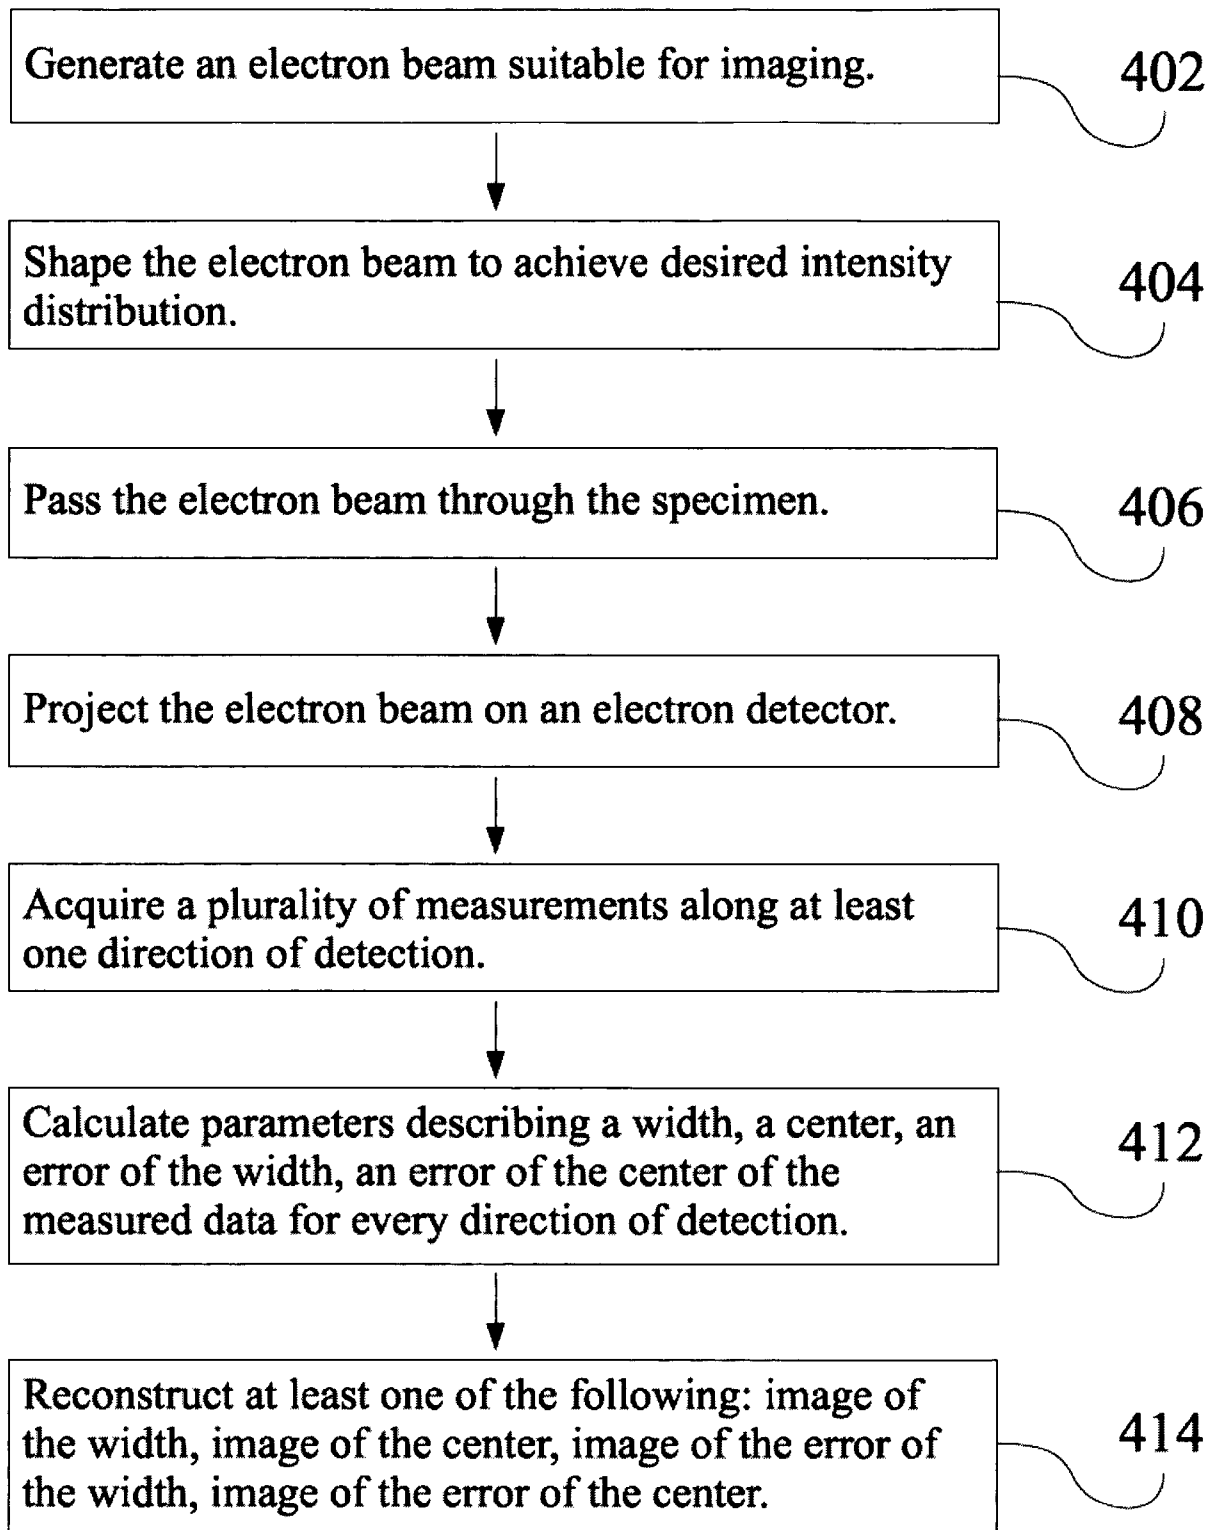 Generate an electron beam suitable for imaging.
402
Shape the electron beam to achieve desired intensity
distribution.
404
Pass the electron beam through the specimen.
406
Project the electron beam on an electron detector.
408
Acquire a plurality of measurements along at least
one direction of detection.
410
Calculate parameters describing a width, a center, an
error of the width, an error of the center of the
measured data for every direction of detection.
412
Reconstruct at least one of the following: image of
the width, image of the center, image of the error of
the width, image of the error of the center.
414